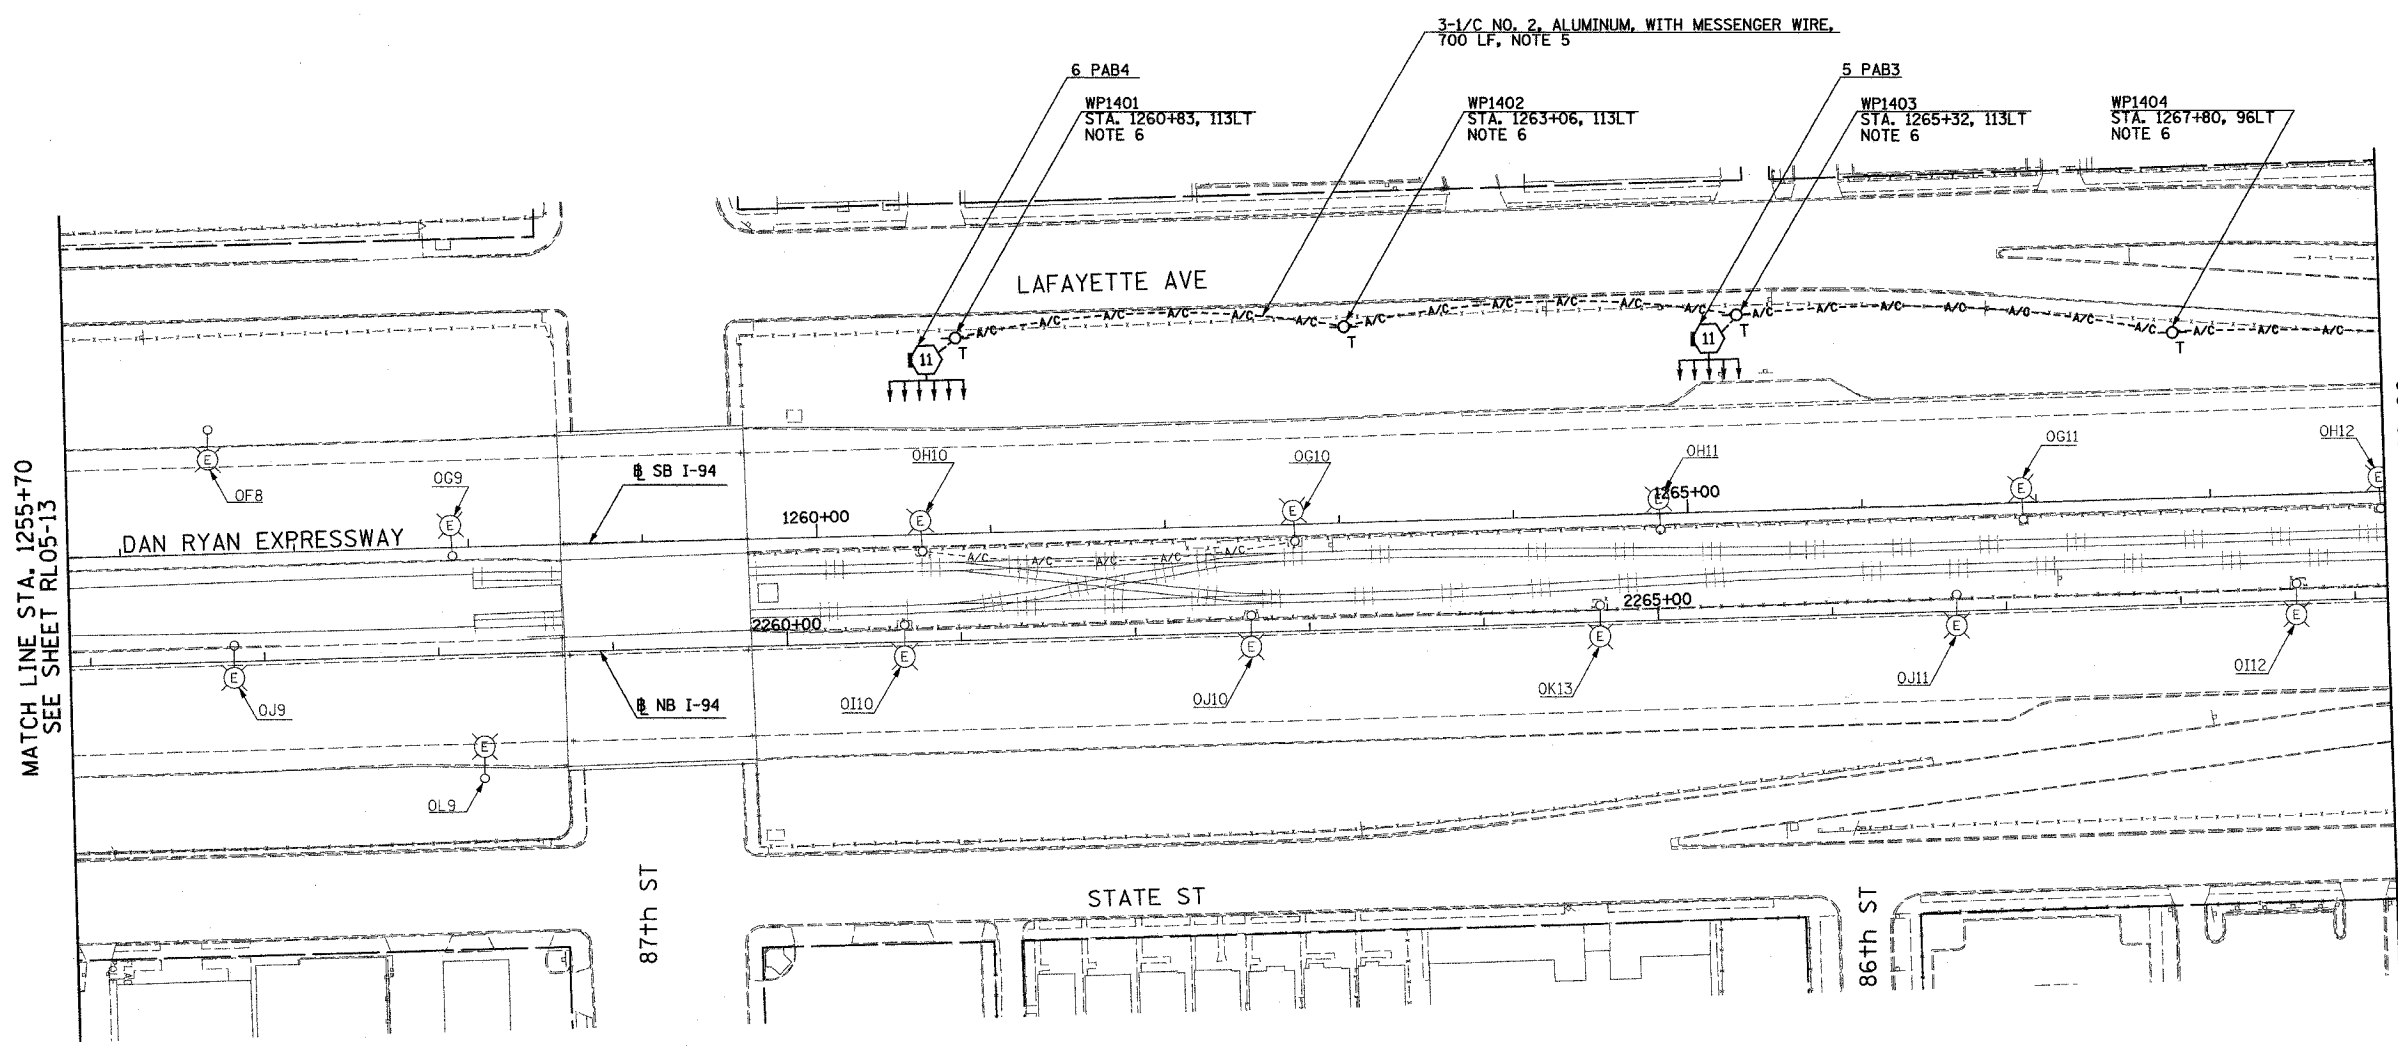 3-1/C NO. 2, ALUMINUM, WITH MESSENGER WIRE,
700 LF, NOTE 5
6 PAB4
5 PAB3
WP1401
STA. 1260+83, 113LT
NOTE 6
WP1402
STA. 1263+06, 113LT
NOTE 6
WP1403
STA. 1265+32, 113LT
NOTE 6
WP1404
STA. 1267+80, 96LT
NOTE 6
LAFAYETTE AVE
A/C A/C A/C A/C A/C A/C A/C A/C A/C A/C A/C A/C A/C A/C A/C A/C A/C A/C A/C A/C A/C
T
T
T
T
11
11
MATCH LINE STA. 1255+70
SEE SHEET RL05-13
E
OF8
E
OG9
℄ SB I-94
E
OH10
E
OG10
E
OH11
E
OG11
E
OH12
DAN RYAN EXPRESSWAY
1260+00
1265+00
A/C A/C A/C A/C A/C
2260+00
2265+00
E
OJ9
℄ NB I-94
E
OI10
E
OJ10
E
OK13
E
OJ11
E
OI12
E
OL9
87th ST
STATE ST
86th ST